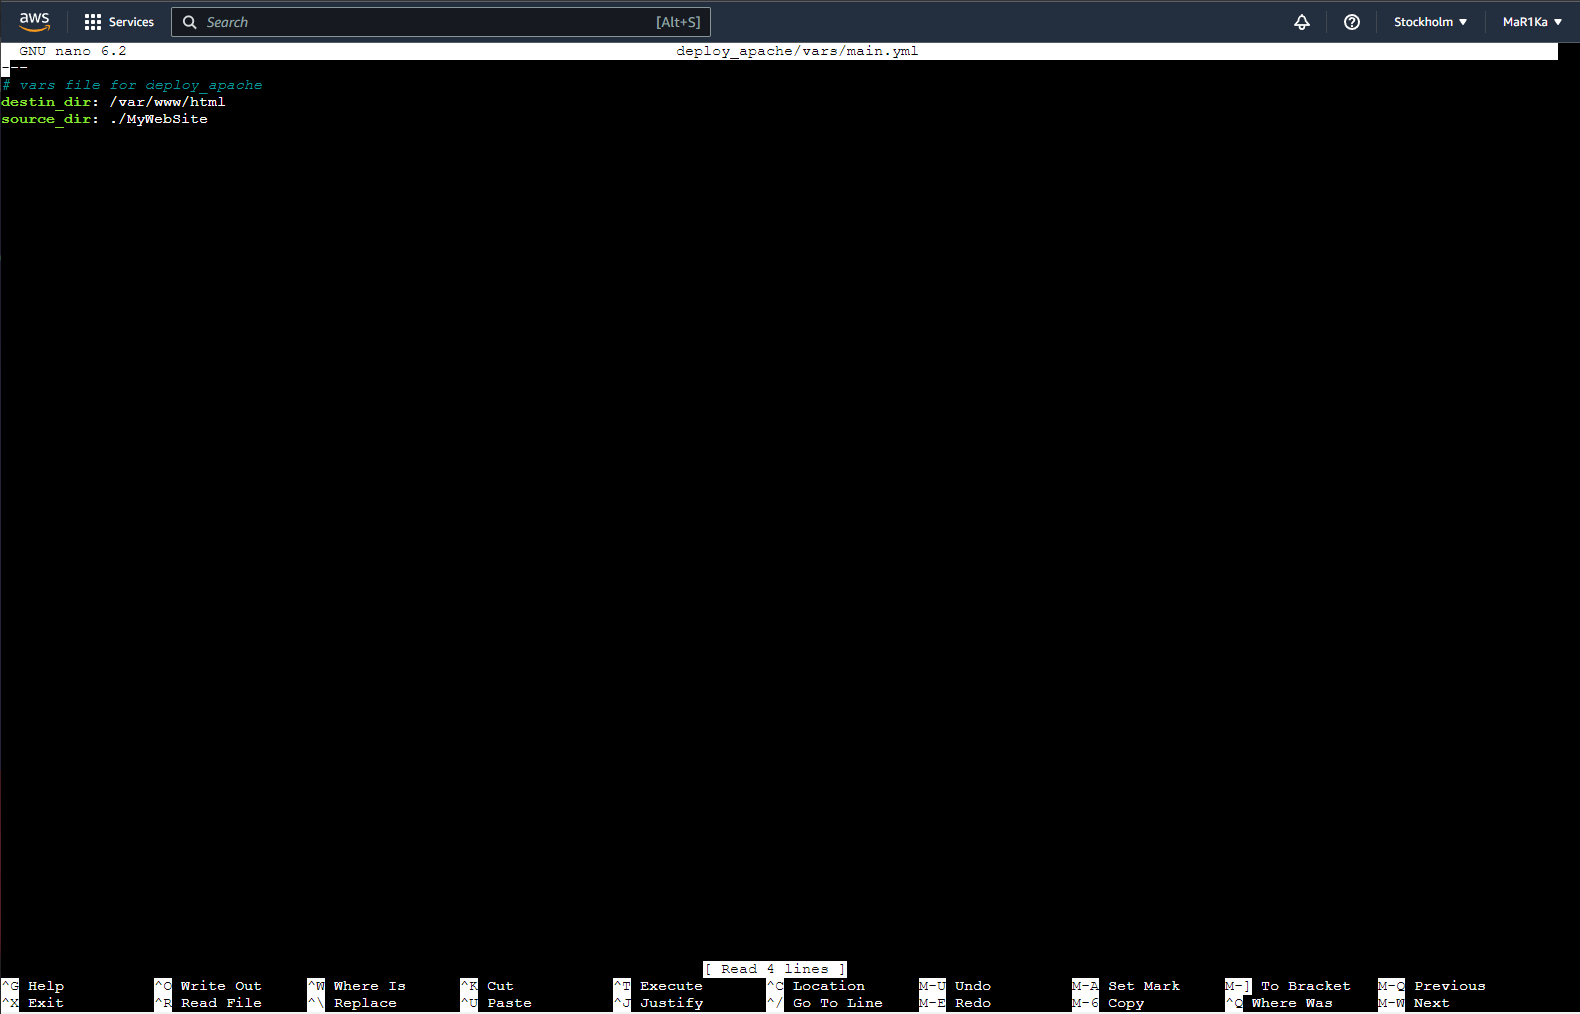 aws Services Search [Alt+S] Stockholm MaR1Ka
GNU nano 6.2 deploy_apache/vars/main.yml
---
# vars file for deploy_apache
destin_dir: /var/www/html
source_dir: ./MyWebSite
[ Read 4 lines ]
^G Help ^O Write Out ^W Where Is ^K Cut ^T Execute ^C Location M-U Undo M-A Set Mark M-] To Bracket M-Q Previous
^X Exit ^R Read File ^\ Replace ^U Paste ^J Justify ^/ Go To Line M-E Redo M-6 Copy ^Q Where Was M-W Next